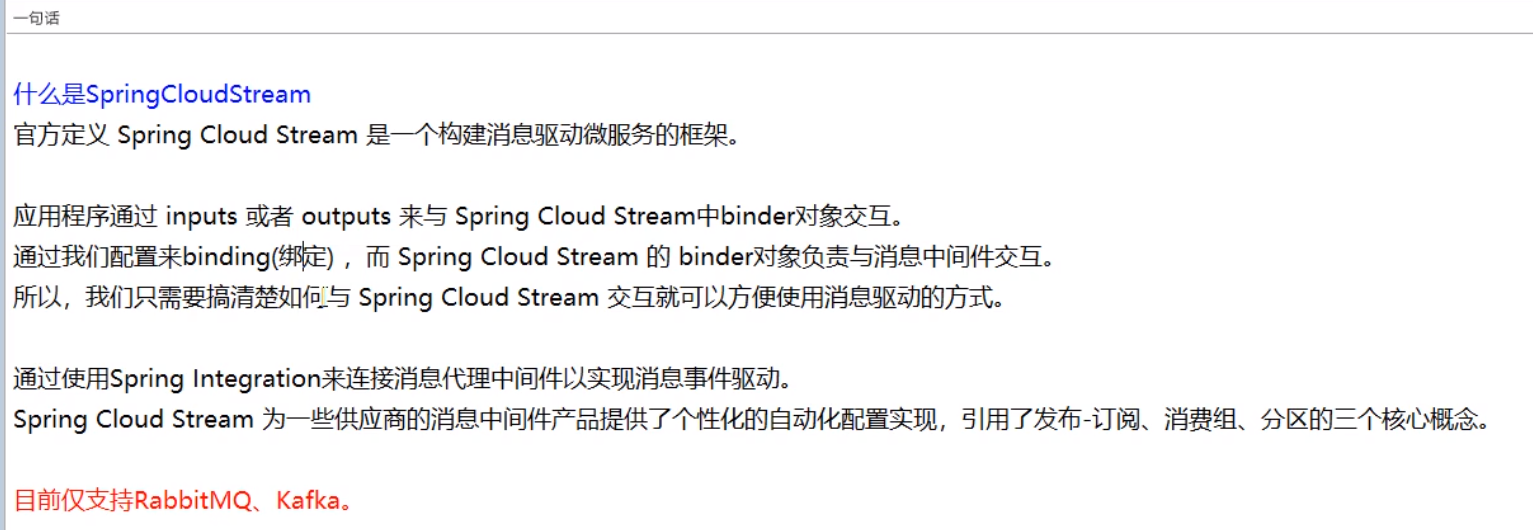 一句话
什么是SpringCloudStream
官方定义 Spring Cloud Stream 是一个构建消息驱动微服务的框架。
应用程序通过 inputs 或者 outputs 来与 Spring Cloud Stream中binder对象交互。
通过我们配置来binding(绑定) ，而 Spring Cloud Stream 的 binder对象负责与消息中间件交互。
所以，我们只需要搞清楚如何与 Spring Cloud Stream 交互就可以方便使用消息驱动的方式。
通过使用Spring Integration来连接消息代理中间件以实现消息事件驱动。
Spring Cloud Stream 为一些供应商的消息中间件产品提供了个性化的自动化配置实现，引用了发布-订阅、消费组、分区的三个核心概念。
目前仅支持RabbitMQ、Kafka。